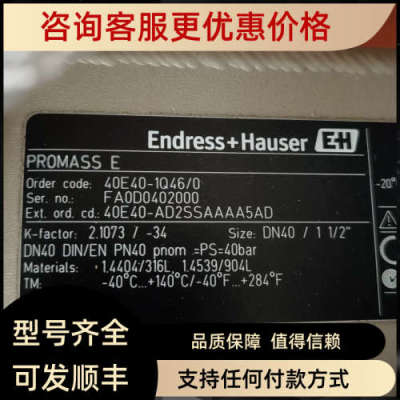 咨询客服更优惠价格
Endress+Hauser EH
PROMASS E
Order code: 40E40-1Q46/0
Ser. no.: FA0D0402000
Ext. ord. cd.: 40E40-AD2SSAAAA5AD
K-factor: 2.1073 / -34 Size: DN40 / 1 1/2"
DN40 DIN/EN PN40 pnom =PS=40bar
Materials: 1.4404/316L 1.4539/904L
TM: -40°C...+140°C/-40°F...+284°F
-20°
型号齐全
可发顺丰
品质保障 值得信赖
支持任何付款方式